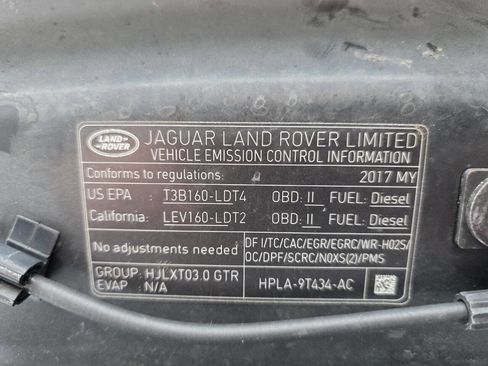 LAND
ROVER
JAGUAR LAND ROVER LIMITED
VEHICLE EMISSION CONTROL INFORMATION
Conforms to regulations: 2017 MY
US EPA : T3B160-LDT4 OBD: II FUEL: Diesel
California: LEV160-LDT2 OBD: II FUEL: Diesel
No adjustments needed
DF I/TC/CAC/EGR/EGRC/WR-HO2S/
OC/DPF/SCRC/NOXS(2)/PMS
GROUP: HJLXT03.0 GTR
EVAP : N/A
HPLA-9T434-AC